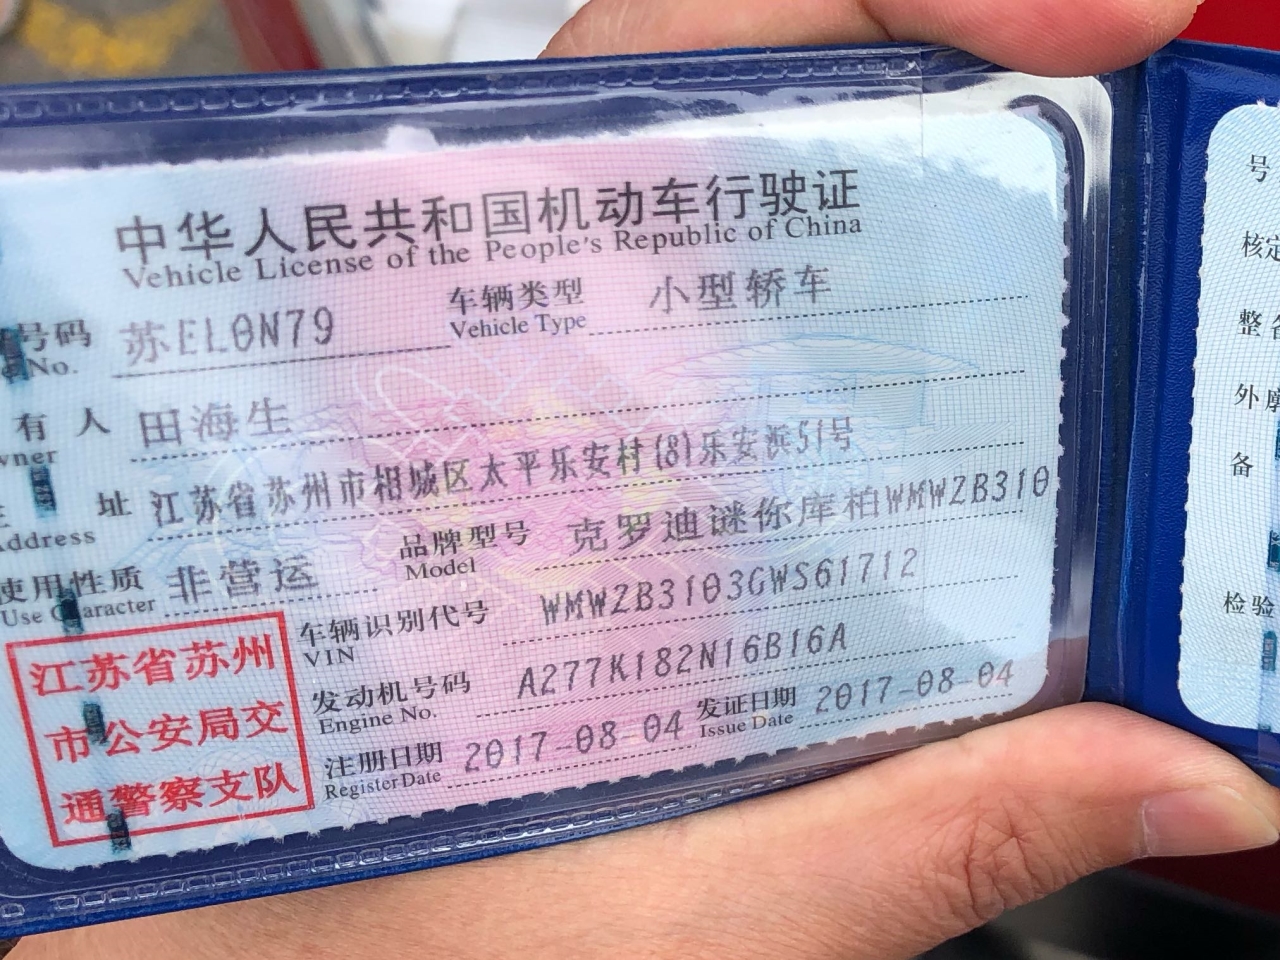 中华人民共和国机动车行驶证
Vehicle License of the People's Republic of China
号码 苏EL0N79 车辆类型 小型轿车
No. Vehicle Type
有人 田海生
wner
址 江苏省苏州市相城区太平乐安村(8)乐安浜51号
Address
使用性质 非营运 品牌型号 克罗迪谜你库柏WMWZB310
Use Character Model
车辆识别代号 WMWZB3103GWS61712
VIN
发动机号码 A277K182N16B16A
Engine No.
注册日期 2017-08-04 发证日期 2017-08-04
Register Date Issue Date
江苏省苏州
市公安局交
通警察支队
号
核定
整备
外廓
备
检验